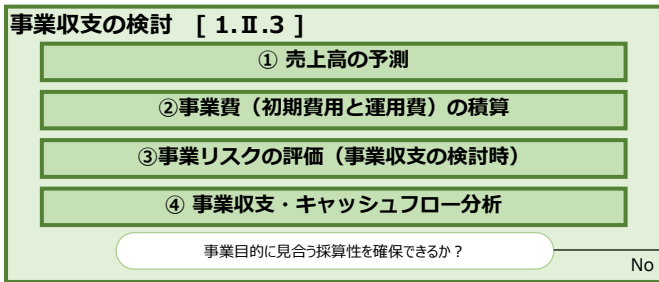 事業収支の検討 [ 1.Ⅱ.3 ]
① 売上高の予測
②事業費（初期費用と運用費）の積算
③事業リスクの評価（事業収支の検討時）
④ 事業収支・キャッシュフロー分析
事業目的に見合う採算性を確保できるか？
No